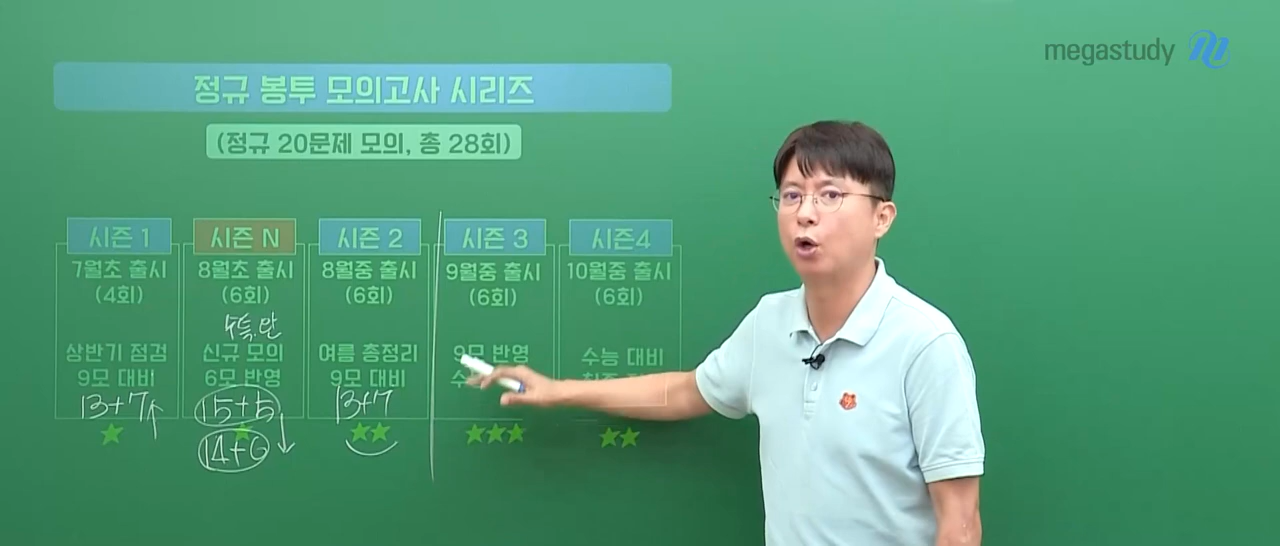 megastudy
정규 봉투 모의고사 시리즈
(정규 20문제 모의, 총 28회)
시즌 1
7월초 출시
(4회)
상반기 점검
9모 대비
13+7
시즌 N
8월초 출시
(6회)
신규 모의
6모 반영
15+5
14+6
시즌 2
8월중 출시
(6회)
여름 총정리
9모 대비
13+7
시즌 3
9월중 출시
(6회)
9모 반영
시즌4
10월중 출시
(6회)
수능 대비